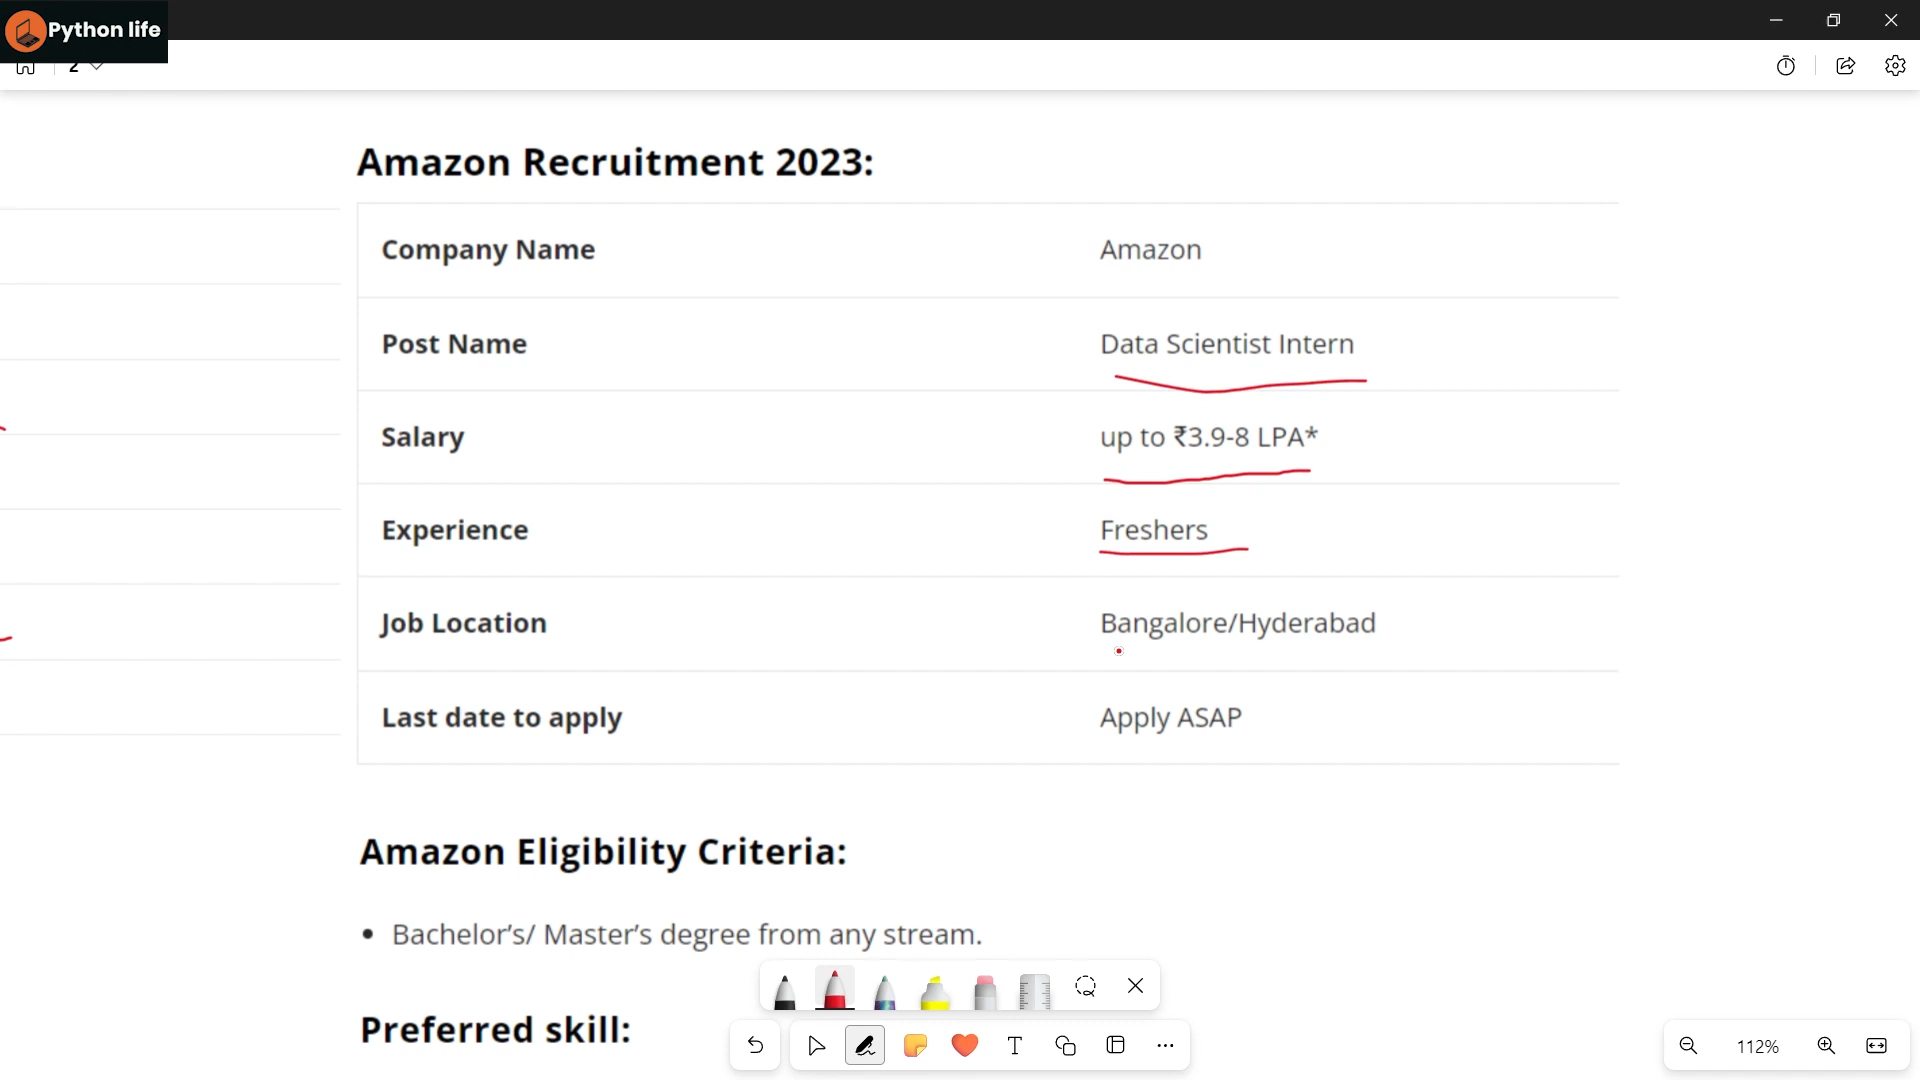 Python life
2
Amazon Recruitment 2023:
Company Name Amazon
Post Name Data Scientist Intern
Salary up to ₹3.9-8 LPA*
Experience Freshers
Job Location Bangalore/Hyderabad
Last date to apply Apply ASAP
Amazon Eligibility Criteria:
• Bachelor’s/ Master’s degree from any stream.
Preferred skill:
112%